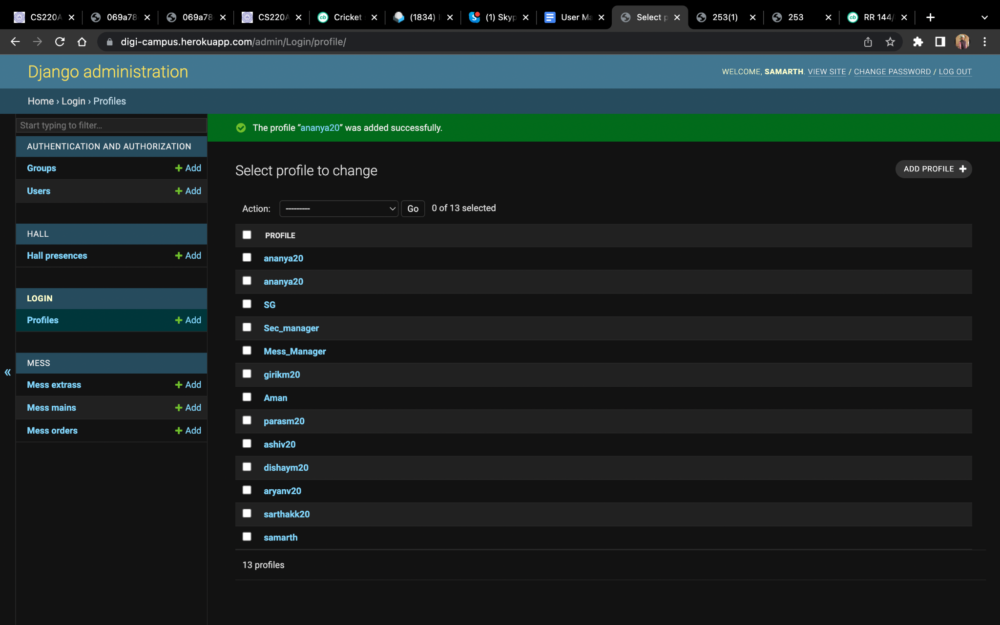 CS220A 069a78 069a78 CS220A Cricket (1834) (1) Skyp User Ma Select p 253(1) 253 RR 144/
digi-campus.herokuapp.com/admin/Login/profile/
Django administration
WELCOME, SAMARTH. VIEW SITE / CHANGE PASSWORD / LOG OUT
Home › Login › Profiles
Start typing to filter...
The profile “ananya20” was added successfully.
AUTHENTICATION AND AUTHORIZATION
Groups + Add
Users + Add
HALL
Hall presences + Add
LOGIN
Profiles + Add
MESS
«
Mess extrass + Add
Mess mains + Add
Mess orders + Add
Select profile to change
ADD PROFILE +
Action: --------- Go 0 of 13 selected
PROFILE
ananya20
ananya20
SG
Sec_manager
Mess_Manager
girikm20
Aman
parasm20
ashiv20
dishaym20
aryanv20
sarthakk20
samarth
13 profiles